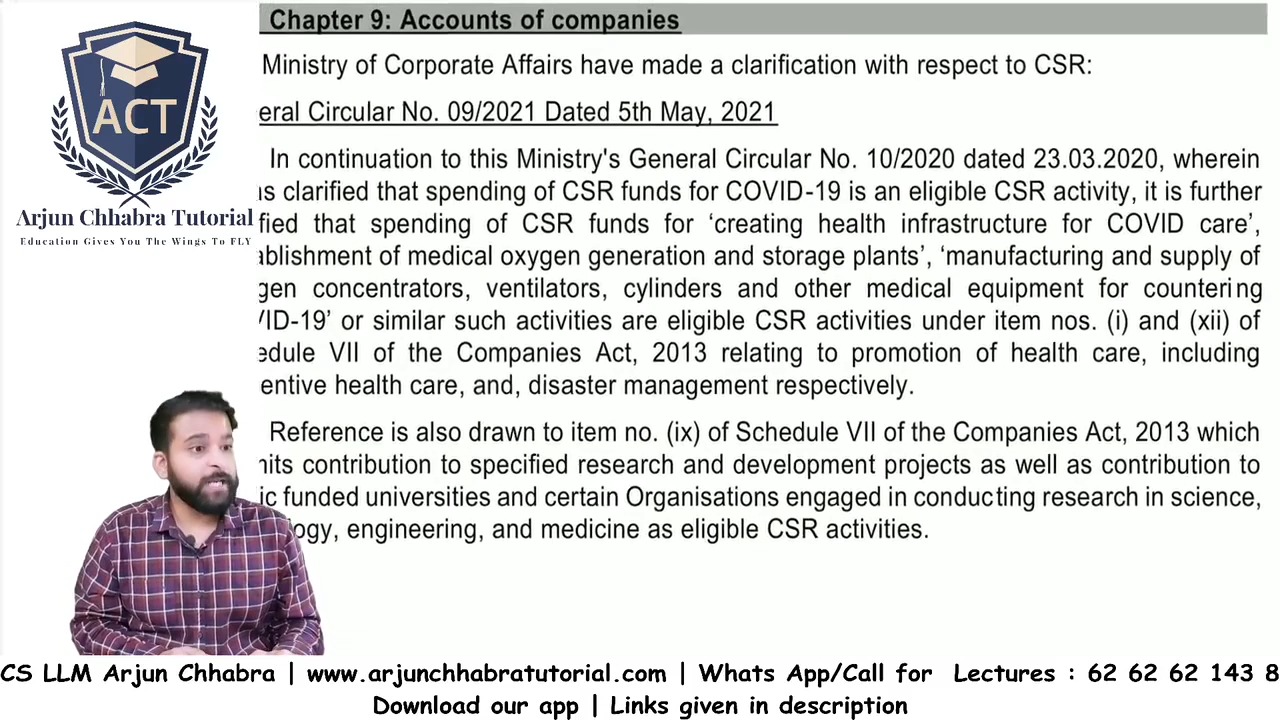 Chapter 9: Accounts of companies
Ministry of Corporate Affairs have made a clarification with respect to CSR:
eral Circular No. 09/2021 Dated 5th May, 2021
In continuation to this Ministry's General Circular No. 10/2020 dated 23.03.2020, wherein
s clarified that spending of CSR funds for COVID-19 is an eligible CSR activity, it is further
fied that spending of CSR funds for ‘creating health infrastructure for COVID care’,
blishment of medical oxygen generation and storage plants’, ‘manufacturing and supply of
gen concentrators, ventilators, cylinders and other medical equipment for countering
VID-19’ or similar such activities are eligible CSR activities under item nos. (i) and (xii) of
edule VII of the Companies Act, 2013 relating to promotion of health care, including
entive health care, and, disaster management respectively.
Reference is also drawn to item no. (ix) of Schedule VII of the Companies Act, 2013 which
its contribution to specified research and development projects as well as contribution to
ic funded universities and certain Organisations engaged in conducting research in science,
ogy, engineering, and medicine as eligible CSR activities.
ACT
Arjun Chhabra Tutorial
Education Gives You The Wings To FLY
CS LLM Arjun Chhabra | www.arjunchhabratutorial.com | Whats App/Call for Lectures : 62 62 62 143 8
Download our app | Links given in description